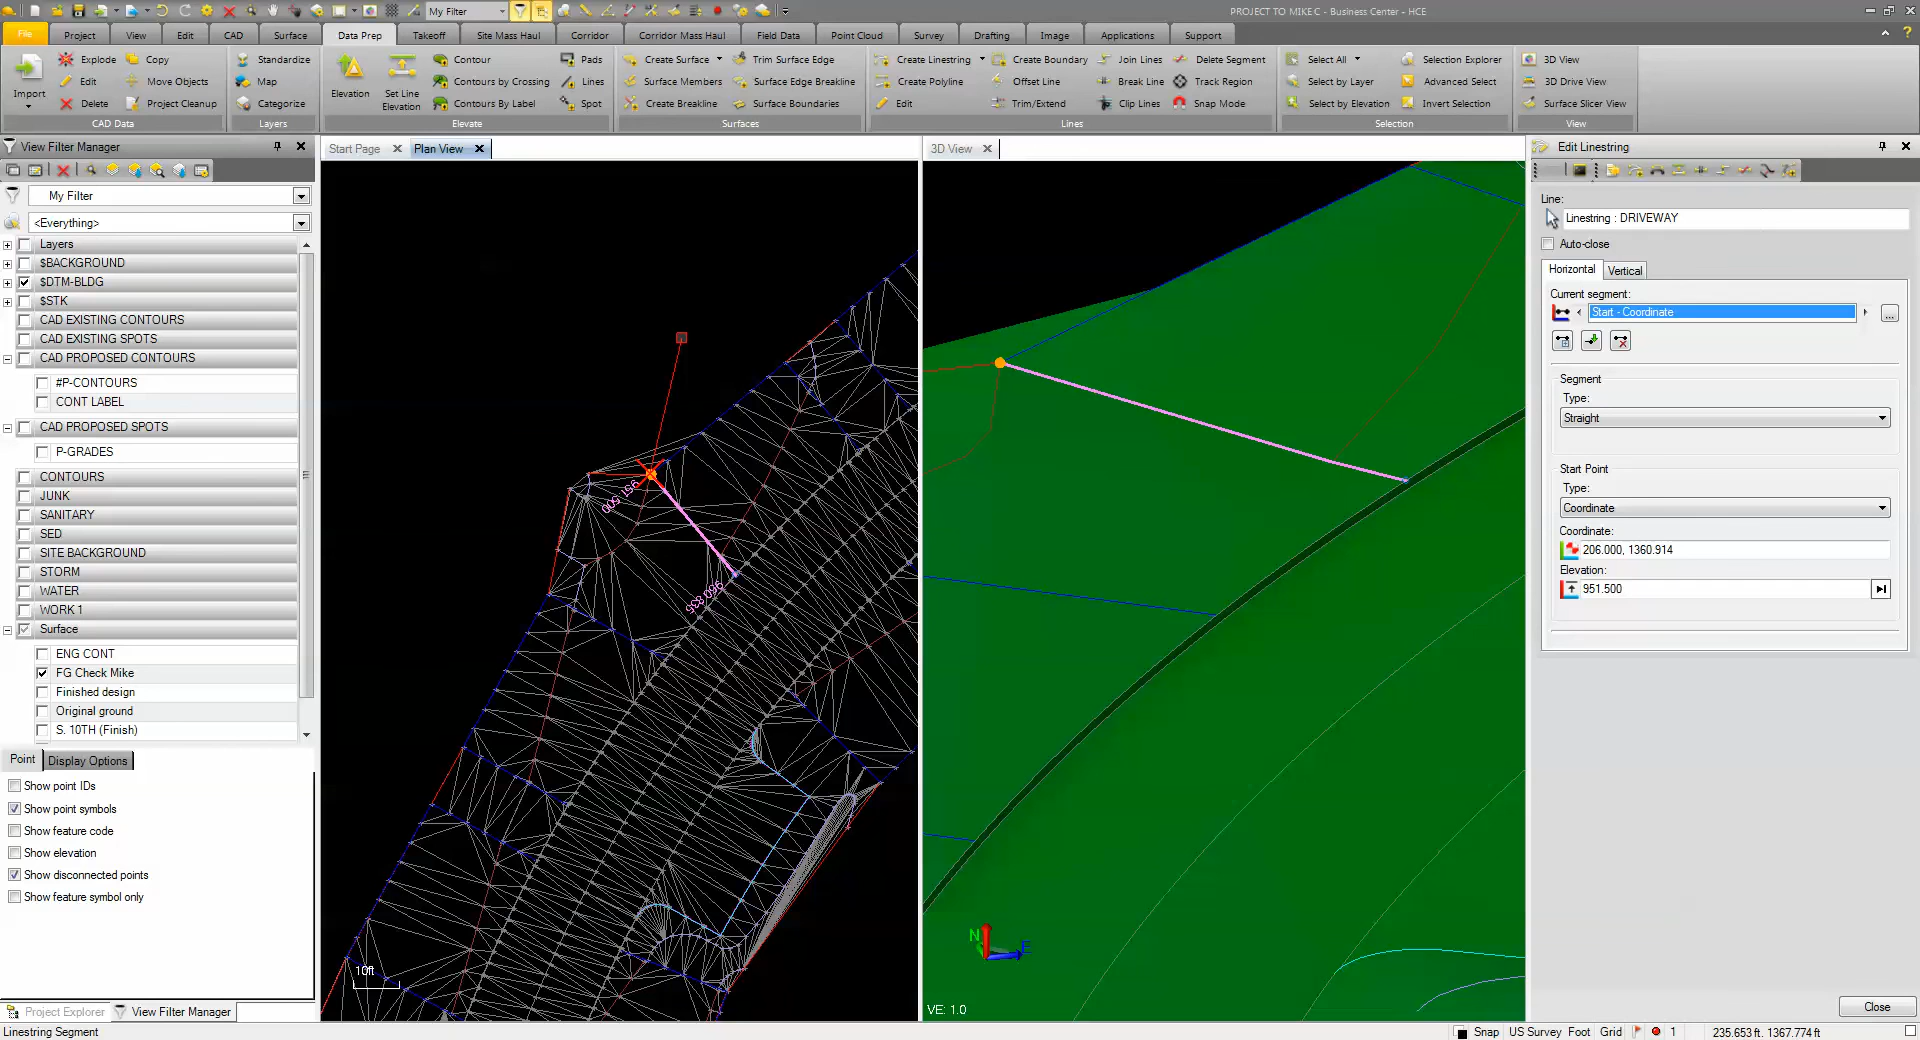 My Filter
PROJECT TO MIKE C - Business Center - HCE
File
Project
View
Edit
CAD
Surface
Data Prep
Takeoff
Site Mass Haul
Corridor
Corridor Mass Haul
Field Data
Point Cloud
Survey
Drafting
Image
Applications
Support
Import
Explode
Edit
Delete
Copy
Move Objects
Project Cleanup
CAD Data
Standardize
Map
Categorize
Layers
Elevation
Set Line
Elevation
Contour
Contours by Crossing
Contours By Label
Pads
Lines
Spot
Elevate
Create Surface
Surface Members
Create Breakline
Trim Surface Edge
Surface Edge Breakline
Surface Boundaries
Surfaces
Create Linestring
Create Polyline
Edit
Create Boundary
Offset Line
Trim/Extend
Join Lines
Break Line
Clip Lines
Delete Segment
Track Region
Snap Mode
Lines
Select All
Select by Layer
Select by Elevation
Selection Explorer
Advanced Select
Invert Selection
Selection
3D View
3D Drive View
Surface Slicer View
View
View Filter Manager
My Filter
<Everything>
Layers
$BACKGROUND
$DTM-BLDG
$STK
CAD EXISTING CONTOURS
CAD EXISTING SPOTS
CAD PROPOSED CONTOURS
#P-CONTOURS
CONT LABEL
CAD PROPOSED SPOTS
P-GRADES
CONTOURS
JUNK
SANITARY
SED
SITE BACKGROUND
STORM
WATER
WORK 1
Surface
ENG CONT
FG Check Mike
Finished design
Original ground
S. 10TH (Finish)
Point
Display Options
Show point IDs
Show point symbols
Show feature code
Show elevation
Show disconnected points
Show feature symbol only
Project Explorer
View Filter Manager
Start Page
Plan View
951.500
10ft
3D View
N
E
VE: 1.0
Edit Linestring
Line:
Linestring : DRIVEWAY
Auto-close
Horizontal
Vertical
Current segment:
Start - Coordinate
...
Segment
Type:
Straight
Start Point
Type:
Coordinate
Coordinate:
206.000, 1360.914
Elevation:
951.500
Close
Linestring Segment
Snap
US Survey Foot
Grid
1
235.653 ft, 1367.774 ft